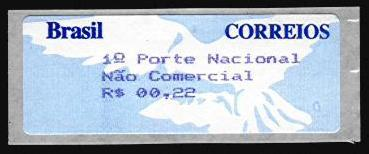 Brasil CORREIOS
1º Porte Nacional
Não Comercial
R$ 00,22